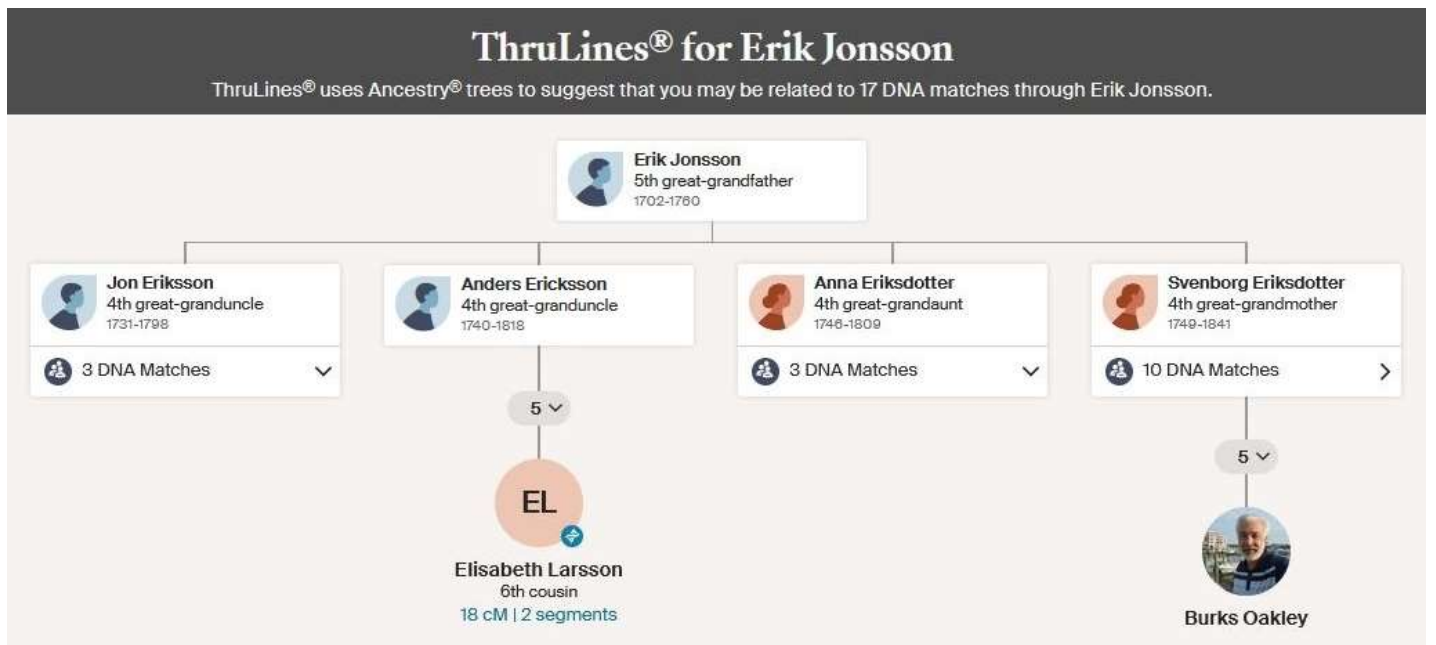 ThruLines® for Erik Jonsson
ThruLines® uses Ancestry® trees to suggest that you may be related to 17 DNA matches through Erik Jonsson.
Erik Jonsson
5th great-grandfather
1702-1760
Jon Eriksson
4th great-granduncle
1731-1798
3 DNA Matches
Anders Ericksson
4th great-granduncle
1740-1818
5
EL
Elisabeth Larsson
6th cousin
18 cM | 2 segments
Anna Eriksdotter
4th great-grandaunt
1746-1809
3 DNA Matches
Svenborg Eriksdotter
4th great-grandmother
1749-1841
10 DNA Matches
5
Burks Oakley